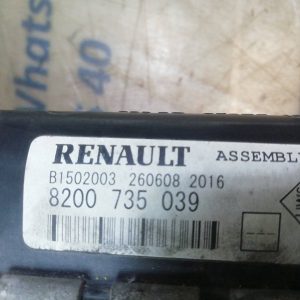 Whats
40
RENAULT ASSEMBL
B1502003 260608 2016
8200 735 039